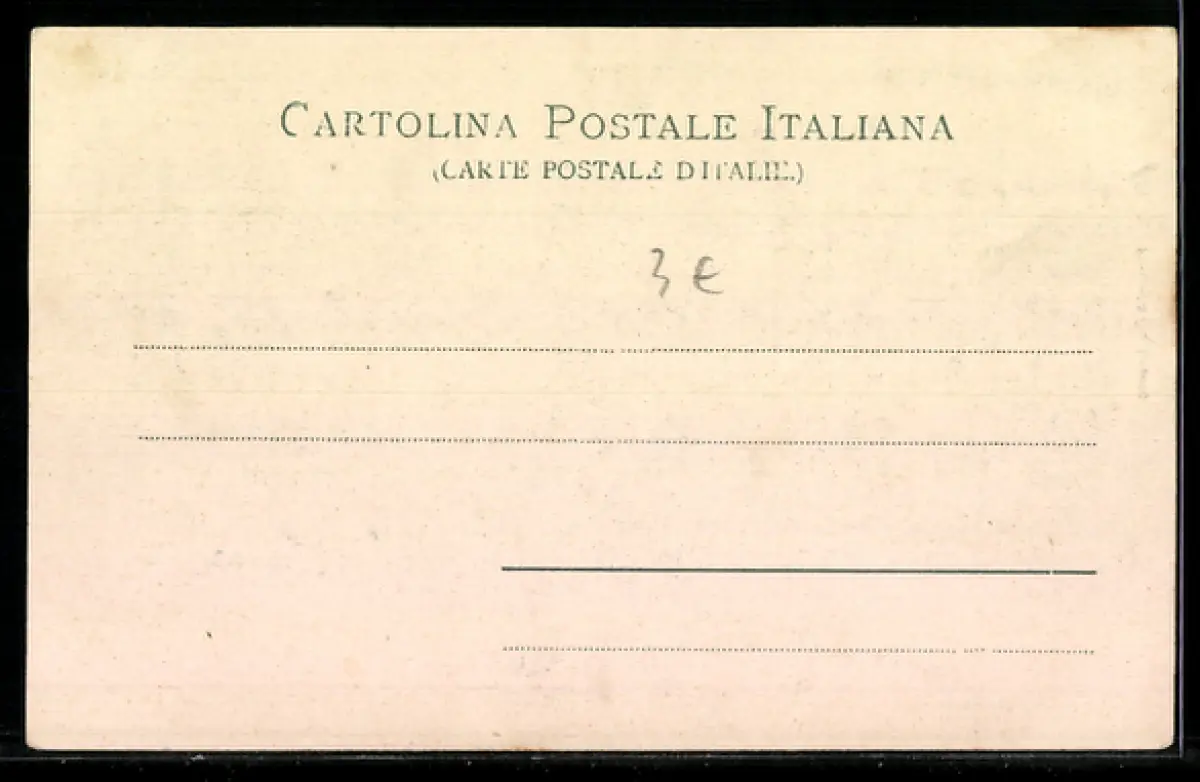 CARTOLINA POSTALE ITALIANA
(CARTE POSTALE D'ITALIE.)
3 €